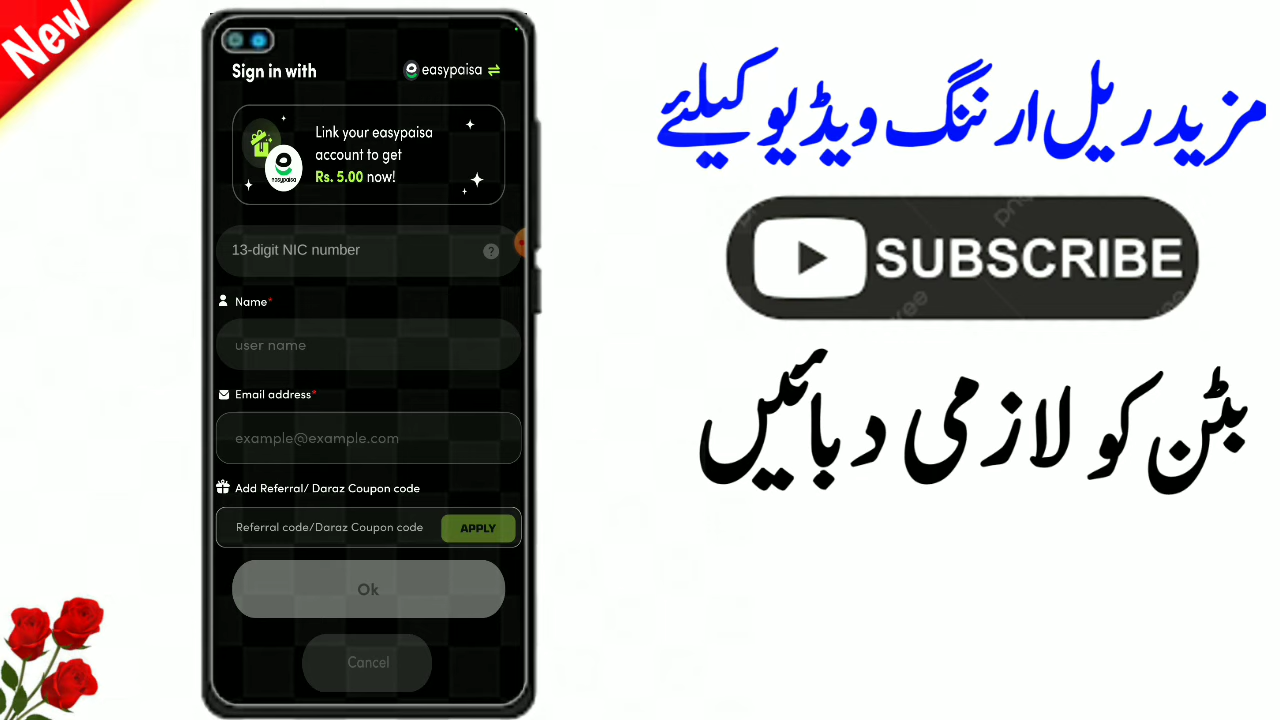 New
Sign in with
easypaisa
Link your easypaisa
account to get
Rs. 5.00 now!
easypaisa
13-digit NIC number
?
Name*
user name
Email address*
example@example.com
Add Referral/ Daraz Coupon code
Referral code/Daraz Coupon code
APPLY
Ok
Cancel
مزید ریل ارننگ ویڈیو کیلئے
SUBSCRIBE
بٹن کو لازمی دبائیں